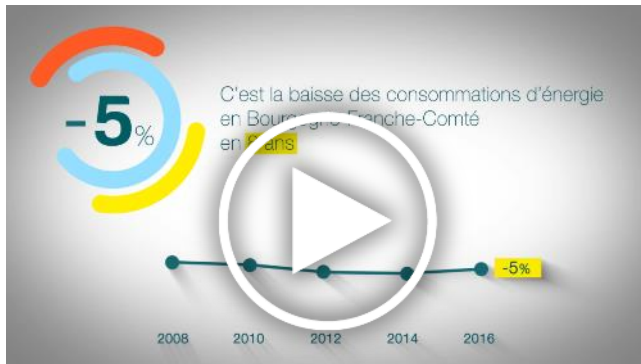 -5%
C'est la baisse des consommations d'énergie
en Bourgogne Franche-Comté
en 8 ans
-5%
2008 2010 2012 2014 2016